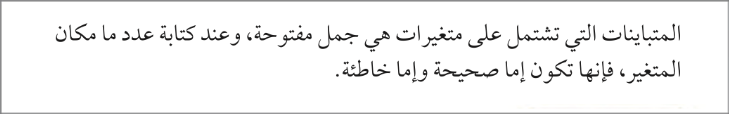 المتباينات التي تشتمل على متغيرات هي جمل مفتوحة، وعند كتابة عدد ما مكان
المتغير، فإنها تكون إما صحيحة وإما خاطئة.